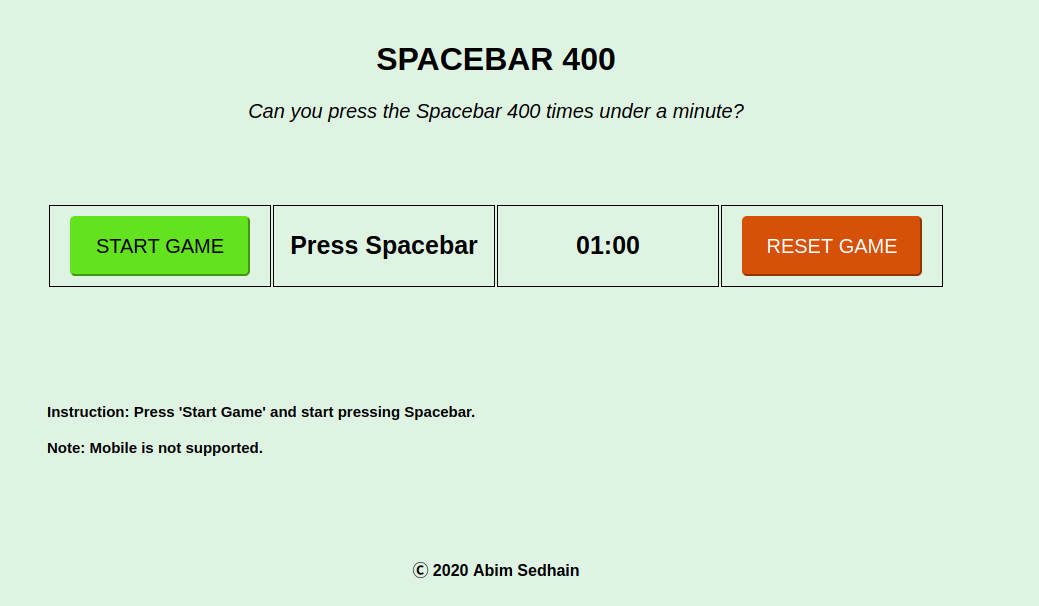 SPACEBAR 400
Can you press the Spacebar 400 times under a minute?
START GAME Press Spacebar 01:00 RESET GAME
Instruction: Press 'Start Game' and start pressing Spacebar.
Note: Mobile is not supported.
© 2020 Abim Sedhain